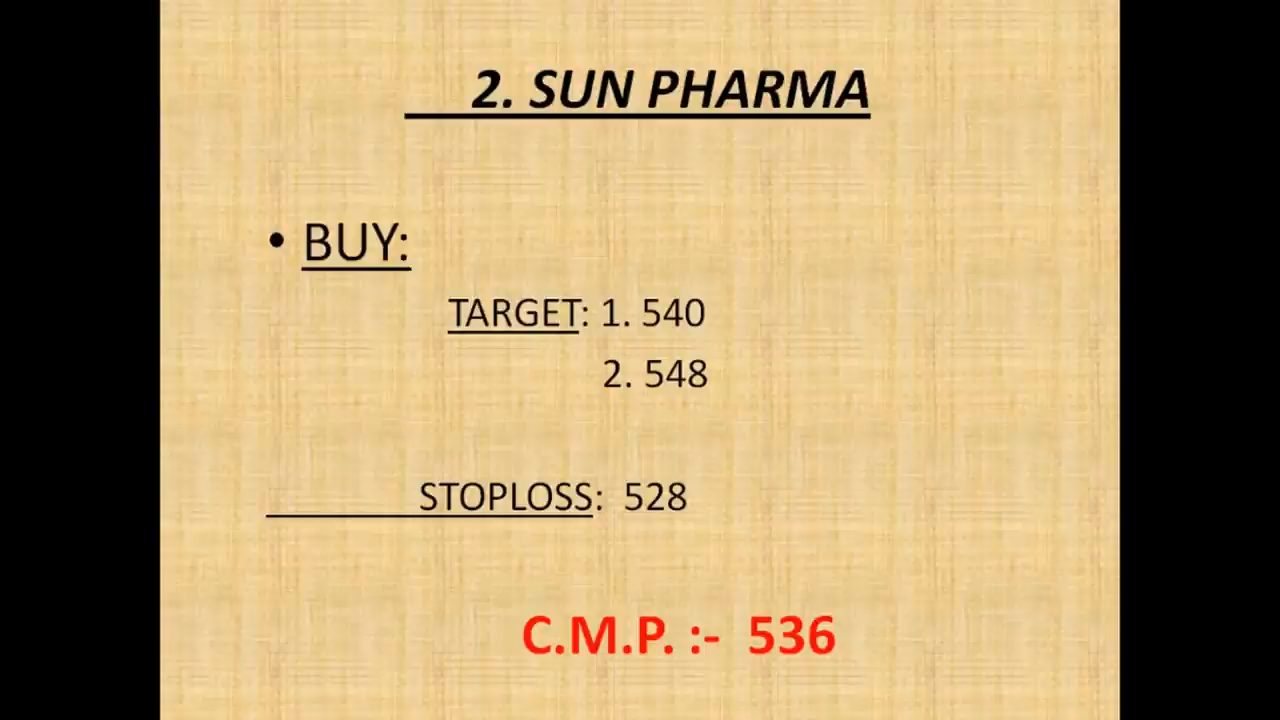 2. SUN PHARMA
• BUY:
TARGET: 1. 540
2. 548
STOPLOSS: 528
C.M.P. :- 536